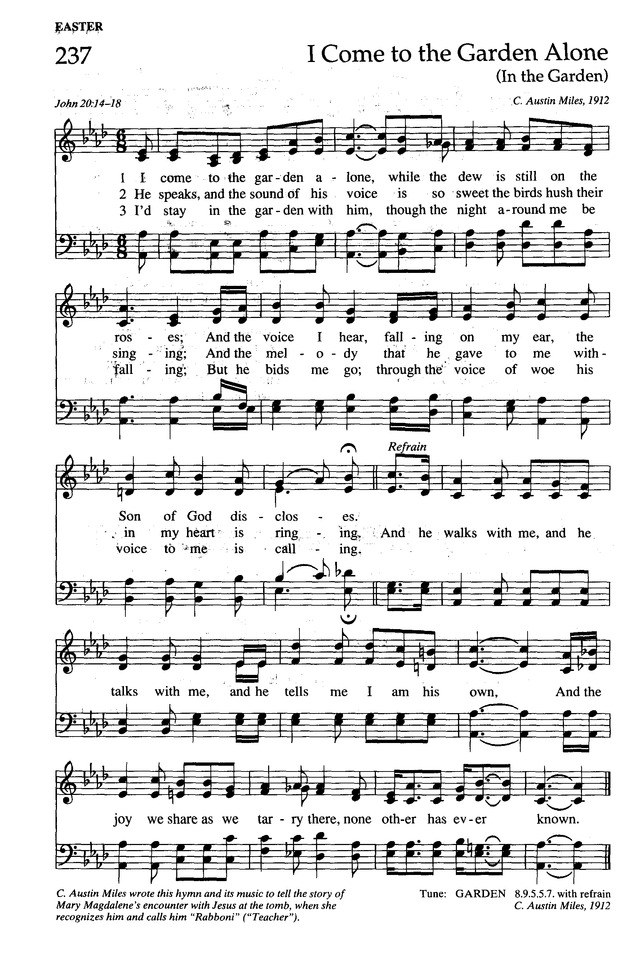 EASTER
237
I Come to the Garden Alone
(In the Garden)
John 20:14–18
C. Austin Miles, 1912
1 I come to the gar - den a - lone, while the dew is still on the
2 He speaks, and the sound of his voice is so sweet the birds hush their
3 I'd stay in the gar - den with him, though the night a - round me be
ros - es; And the voice I hear, fall - ing on my ear, the
sing - ing; And the mel - o - dy that he gave to me with-
fall - ing; But he bids me go; through the voice of woe his
Refrain
Son of God dis - clos - es.
in my heart is ring - ing. And he walks with me, and he
voice to me is call - ing.
talks with me, and he tells me I am his own, And the
joy we share as we tar - ry there, none oth - er has ev - er known.
C. Austin Miles wrote this hymn and its music to tell the story of
Mary Magdalene's encounter with Jesus at the tomb, when she
recognizes him and calls him “Rabboni” (“Teacher”).
Tune: GARDEN 8.9.5.5.7. with refrain
C. Austin Miles, 1912